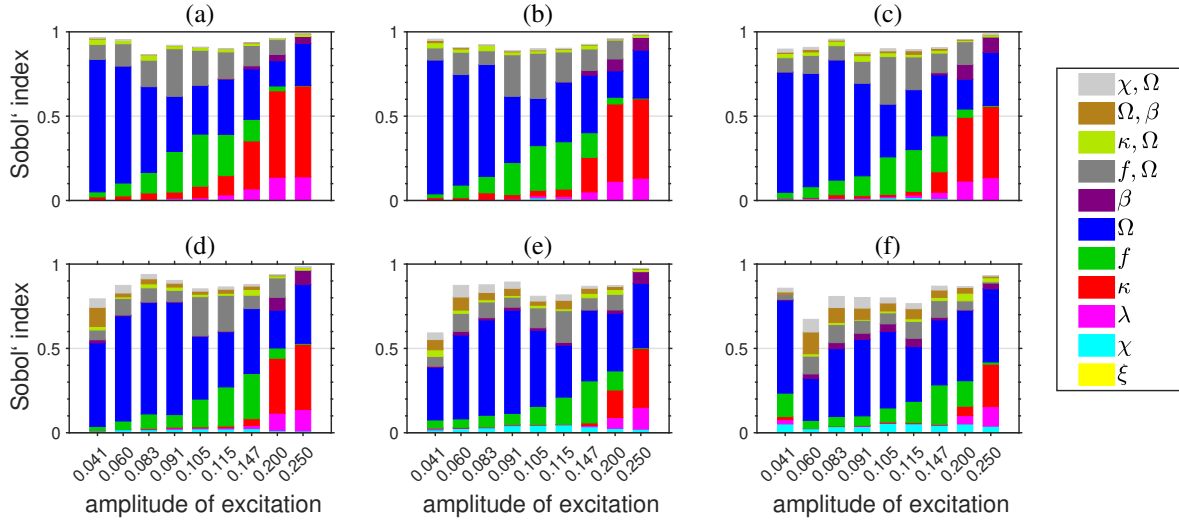 (a) (b) (c)
Sobol‘ index
1
0.5
0
1
0.5
0
1
0.5
0
(d) (e) (f)
Sobol‘ index
1
0.5
0
1
0.5
0
1
0.5
0
0.041 0.060 0.083 0.091 0.105 0.115 0.147 0.200 0.250
0.041 0.060 0.083 0.091 0.105 0.115 0.147 0.200 0.250
0.041 0.060 0.083 0.091 0.105 0.115 0.147 0.200 0.250
amplitude of excitation amplitude of excitation amplitude of excitation
χ, Ω
Ω, β
κ, Ω
f, Ω
β
Ω
f
κ
λ
χ
ξ